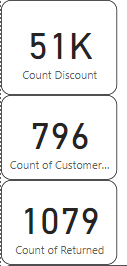 51K
Count Discount
796
Count of Customer...
1079
Count of Returned